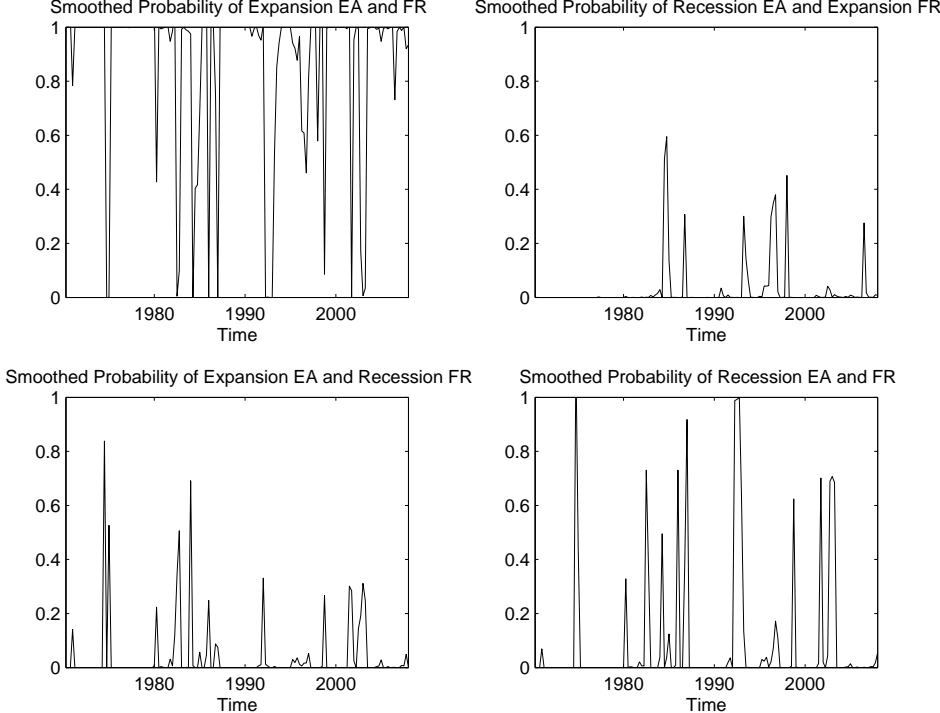 Smoothed Probability of Expansion EA and FR
1
0.8
0.6
0.4
0.2
0
1980 1990 2000
Time
Smoothed Probability of Recession EA and Expansion FR
1
0.8
0.6
0.4
0.2
0
1980 1990 2000
Time
Smoothed Probability of Expansion EA and Recession FR
1
0.8
0.6
0.4
0.2
0
1980 1990 2000
Time
Smoothed Probability of Recession EA and FR
1
0.8
0.6
0.4
0.2
0
1980 1990 2000
Time